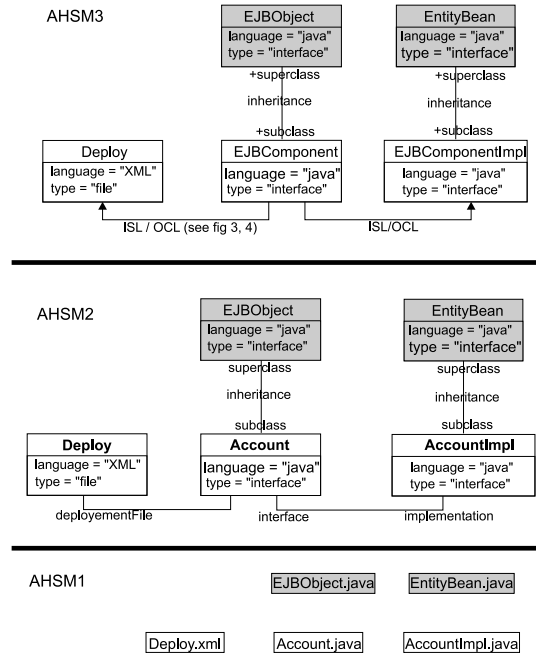 AHSM3
EJBObject
language = "java"
type = "interface"
EntityBean
language = "java"
type = "interface"
+superclass
+superclass
inheritance
inheritance
+subclass
+subclass
Deploy
language = "XML"
type = "file"
EJBComponent
language = "java"
type = "interface"
EJBComponentImpl
language = "java"
type = "interface"
ISL / OCL (see fig 3, 4)
ISL/OCL
AHSM2
EJBObject
language = "java"
type = "interface"
EntityBean
language = "java"
type = "interface"
superclass
superclass
inheritance
inheritance
subclass
subclass
Deploy
language = "XML"
type = "file"
Account
language = "java"
type = "interface"
AccountImpl
language = "java"
type = "interface"
deployementFile
interface
implementation
AHSM1
EJBObject.java
EntityBean.java
Deploy.xml
Account.java
AccountImpl.java